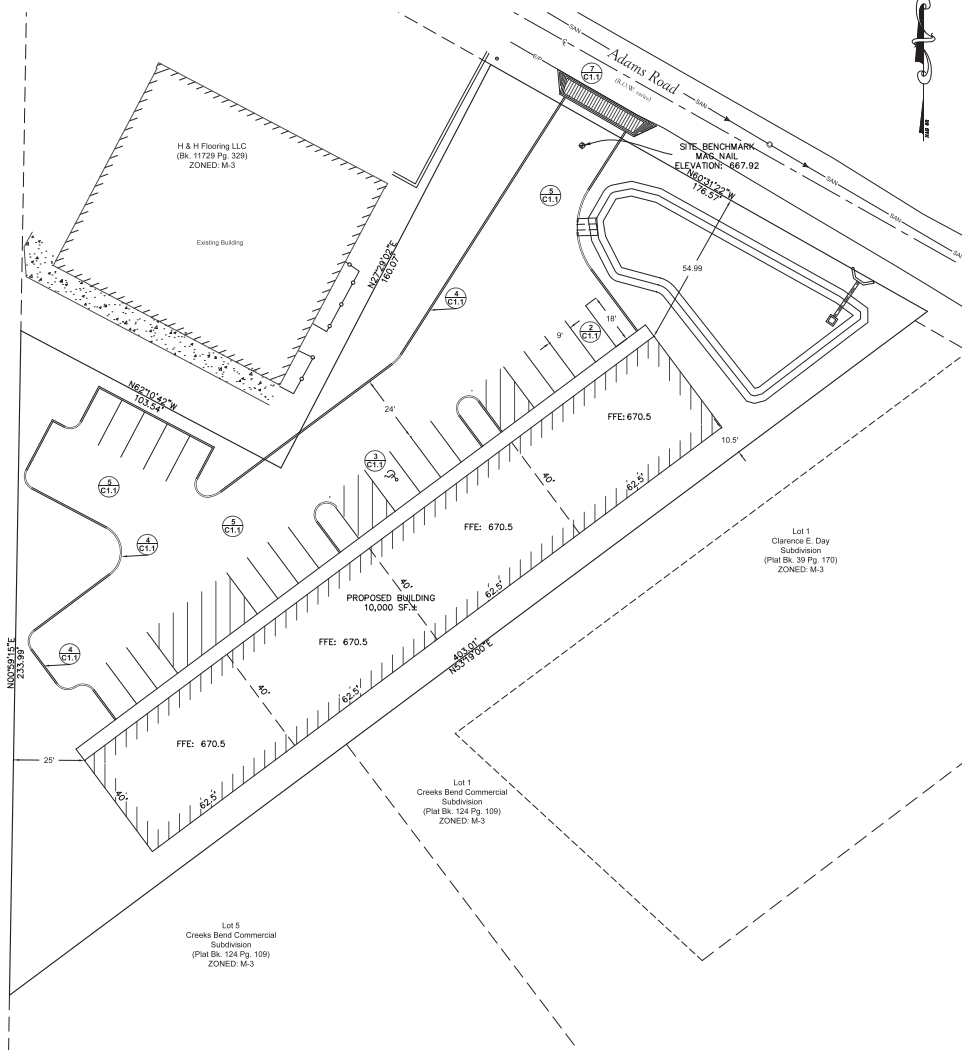 SAN
Adams Road
(R.O.W. varies)
SAN
E/P
7
C1.1
SAN
SAN
SAN
SAN
NAD 83
SITE BENCHMARK
MAG NAIL
ELEVATION: 667.92
N60°31'22"W
176.57'
H & H Flooring LLC
(Bk. 11729 Pg. 329)
ZONED: M-3
Existing Building
N27°29'02"E
160.07'
5
C1.1
4
C1.1
54.99
18'
2
C1.1
9'
N62°10'42"W
103.54'
24'
FFE: 670.5
10.5'
3
C1.1
40'
62.5'
5
C1.1
5
C1.1
4
C1.1
FFE: 670.5
Lot 1
Clarence E. Day
Subdivision
(Plat Bk. 39 Pg. 170)
ZONED: M-3
40'
62.5'
PROPOSED BUILDING
10,000 SF.±
FFE: 670.5
403.01'
N53°19'00"E
4
C1.1
N00°59'15"E
233.99'
40'
62.5'
FFE: 670.5
25'
40'
62.5'
Lot 1
Creeks Bend Commercial
Subdivision
(Plat Bk. 124 Pg. 109)
ZONED: M-3
Lot 5
Creeks Bend Commercial
Subdivision
(Plat Bk. 124 Pg. 109)
ZONED: M-3